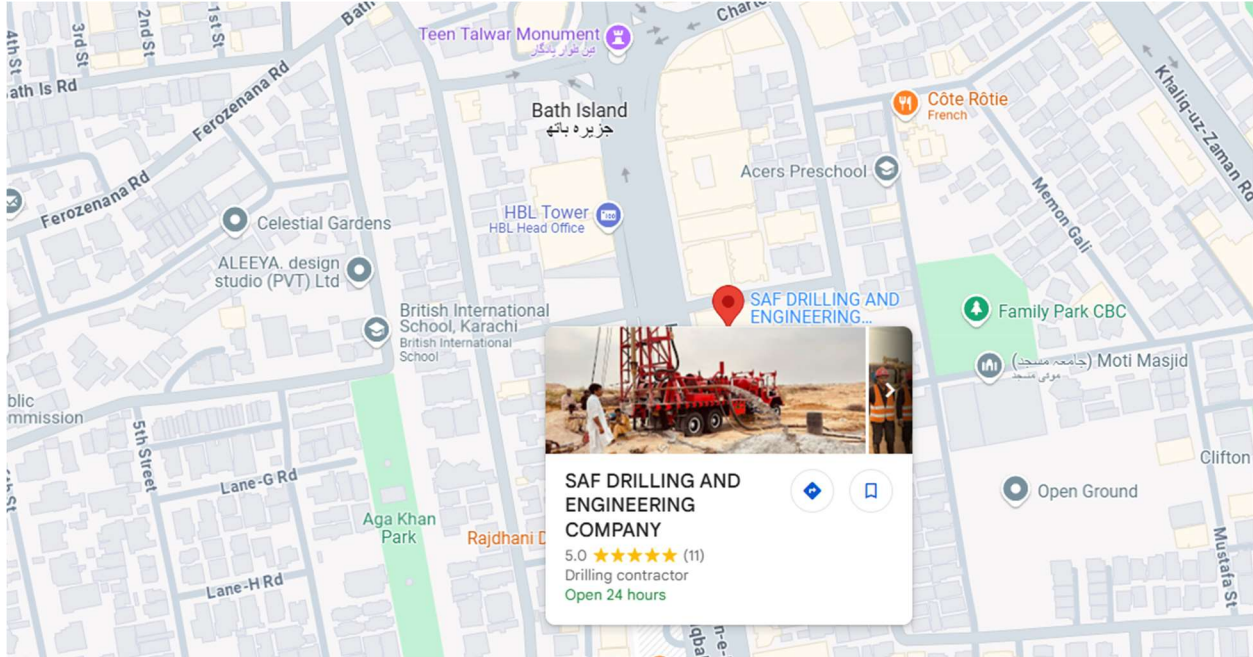 Bath
Charte
4th St
3rd St
2nd St
1st St
Teen Talwar Monument
تین تلوار یادگار
ath Is Rd
Ferozenana Rd
Khaliq-uz-Zaman Rd
Bath Island
جزیرہ باتھ
Côte Rôtie
French
Acers Preschool
Ferozenana Rd
Memon Gali
HBL Tower
HBL Head Office
Celestial Gardens
ALEEYA. design
studio (PVT) Ltd
British International
School, Karachi
British International
School
SAF DRILLING AND
ENGINEERING...
Family Park CBC
Moti Masjid (جامعہ مسجد)
موتی مسجد
blic
mmission
5th Street
Lane-G Rd
Clifton
Open Ground
Aga Khan
Park
Rajdhani D
Lane-H Rd
Mustafa St
SAF DRILLING AND
ENGINEERING
COMPANY
5.0 ★★★★★ (11)
Drilling contractor
Open 24 hours
qba
n-e-